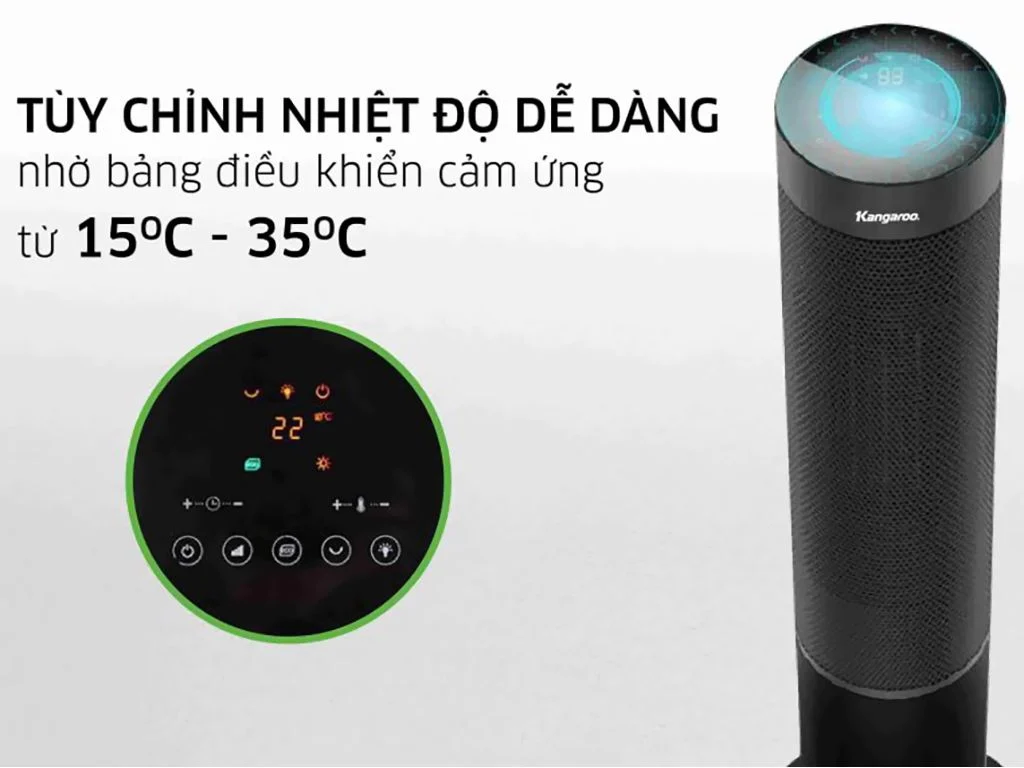 TÙY CHỈNH NHIỆT ĐỘ DỄ DÀNG
nhờ bảng điều khiển cảm ứng
từ 15ºC - 35ºC
Kangaroo
22